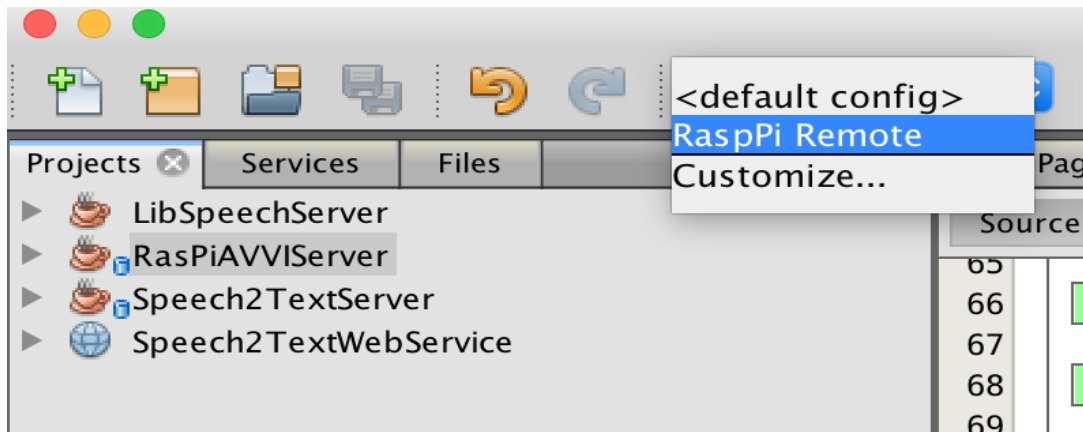 <default config>
RaspPi Remote
Customize...
Projects Services Files
Pag
Source
LibSpeechServer
RasPiAVVIServer
Speech2TextServer
Speech2TextWebService
65
66
67
68
69